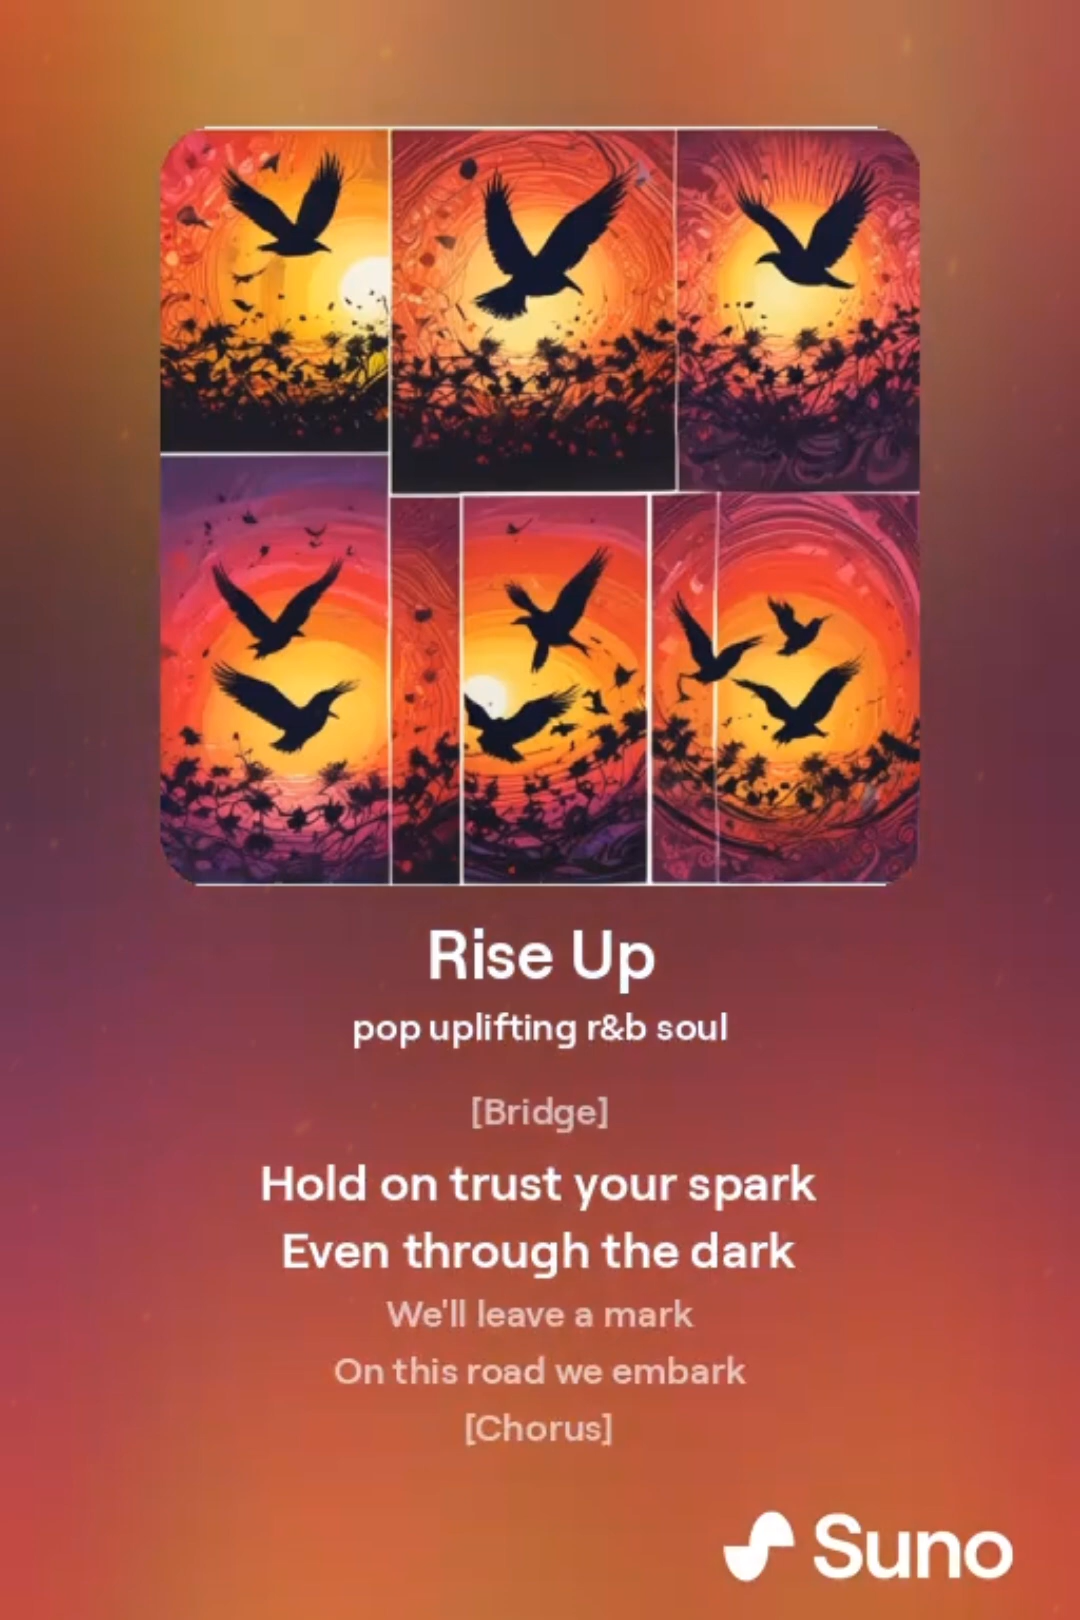 Rise Up
pop uplifting r&b soul
[Bridge]
Hold on trust your spark
Even through the dark
We'll leave a mark
On this road we embark
[Chorus]
Suno